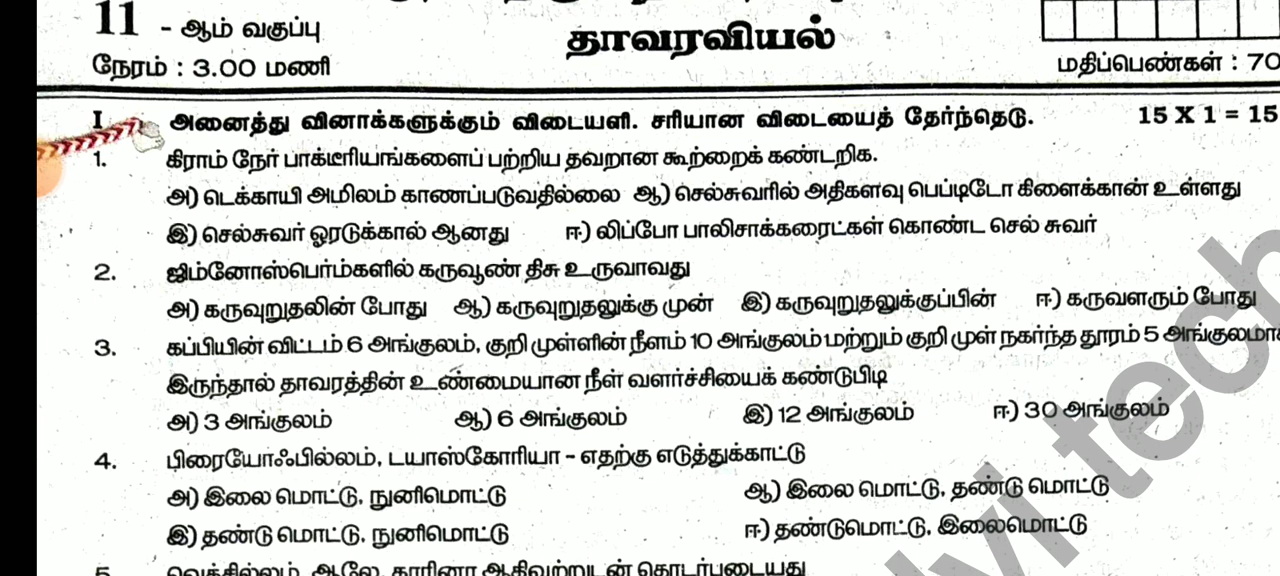 11 - ஆம் வகுப்பு
தாவரவியல்
நேரம் : 3.00 மணி
மதிப்பெண்கள் : 70
I அனைத்து வினாக்களுக்கும் விடையளி. சரியான விடையைத் தேர்ந்தெடு. 15 X 1 = 15
1. கிராம் நேர் பாக்டீரியங்களைப் பற்றிய தவறான கூற்றைக் கண்டறிக.
அ) டெக்காயி அமிலம் காணப்படுவதில்லை ஆ) செல்சுவரில் அதிகளவு பெப்டிடோ கிளைக்கான் உள்ளது
இ) செல்சுவர் ஓரடுக்கால் ஆனது ஈ) லிப்போ பாலிசாக்கரைட்கள் கொண்ட செல் சுவர்
2. ஜிம்னோஸ்பெர்ம்களில் கருவூண் திசு உருவாவது
அ) கருவுறுதலின் போது ஆ) கருவுறுதலுக்கு முன் இ) கருவுறுதலுக்குப்பின் ஈ) கருவளரும் போது
3. கப்பியின் விட்டம் 6 அங்குலம், குறி முள்ளின் நீளம் 10 அங்குலம் மற்றும் குறி முள் நகர்ந்த தூரம் 5
இருந்தால் தாவரத்தின் உண்மையான நீள் வளர்ச்சியைக் கண்டுபிடி
அ) 3 அங்குலம் ஆ) 6 அங்குலம் இ) 12 அங்குலம் ஈ) 30 அங்குலம்
4. பிரையோஃபில்லம், டயாஸ்கோரியா - எதற்கு எடுத்துக்காட்டு
அ) இலை மொட்டு, நுனிமொட்டு ஆ) இலை மொட்டு, தண்டு மொட்டு
இ) தண்டு மொட்டு, நுனிமொட்டு ஈ) தண்டுமொட்டு, இலைமொட்டு